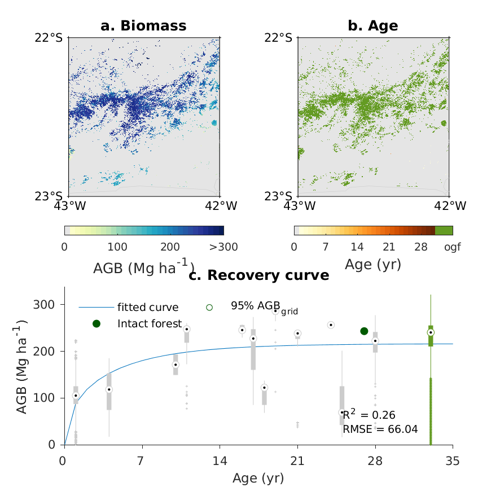 a. Biomass
b. Age
22°S
23°S
43°W
42°W
22°S
23°S
43°W
42°W
0
100
200
>300
AGB (Mg ha-1)
0
7
14
21
28
ogf
Age (yr)
c. Recovery curve
fitted curve
95% AGBgrid
Intact forest
AGB (Mg ha-1)
300
200
100
0
R2 = 0.26
RMSE = 66.04
0
7
14
21
28
35
Age (yr)